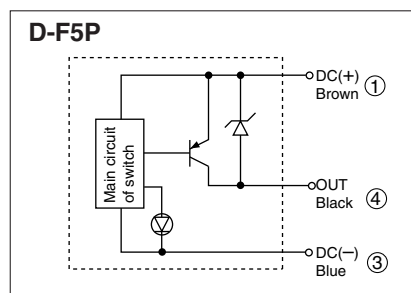 D-F5P
DC(+) ①
Brown
Main circuit
of switch
OUT
Black ④
DC(−) ③
Blue